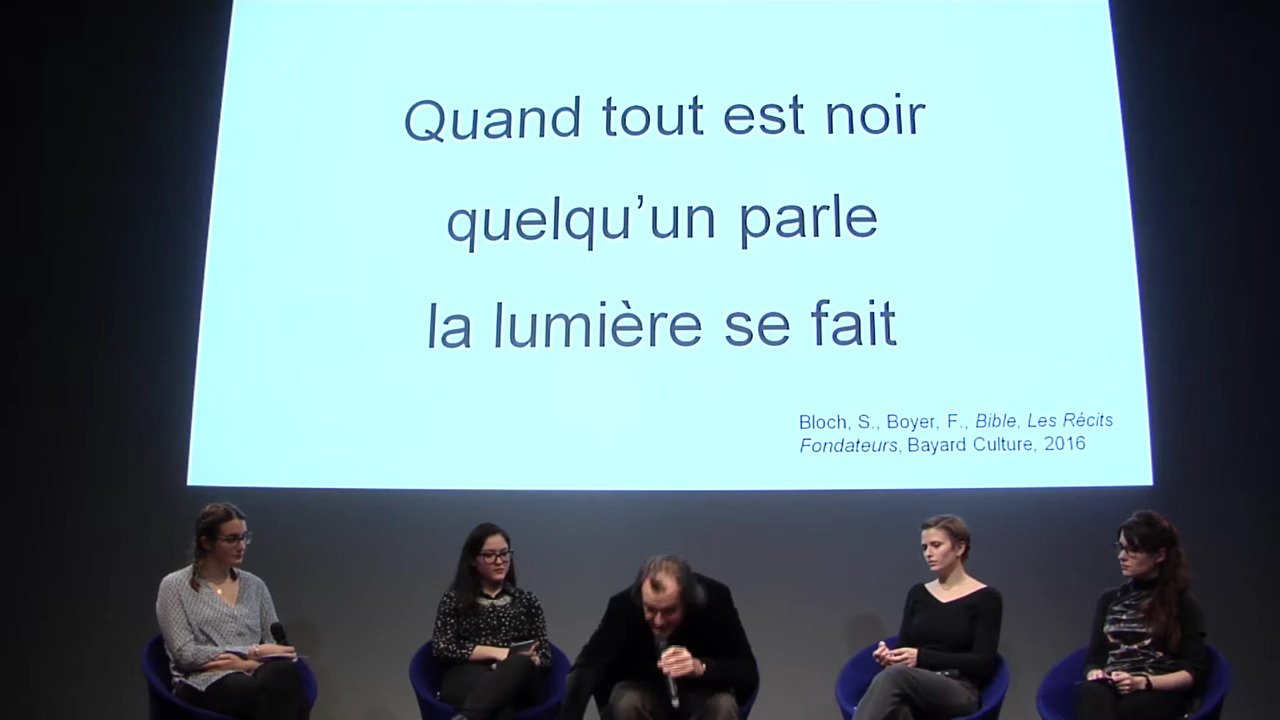 Quand tout est noir
quelqu’un parle
la lumière se fait
Bloch, S., Boyer, F., Bible, Les Récits
Fondateurs, Bayard Culture, 2016